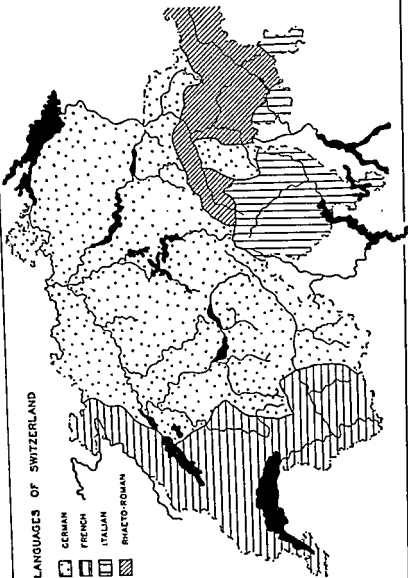 LANGUAGES OF SWITZERLAND
GERMAN
FRENCH
ITALIAN
RHAETO-ROMAN